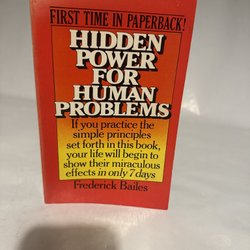 FIRST TIME IN PAPERBACK!
HIDDEN
POWER
FOR
HUMAN
PROBLEMS
If you practice the
simple principles
set forth in this book,
your life will begin to
show their miraculous
effects in only 7 days
Frederick Bailes